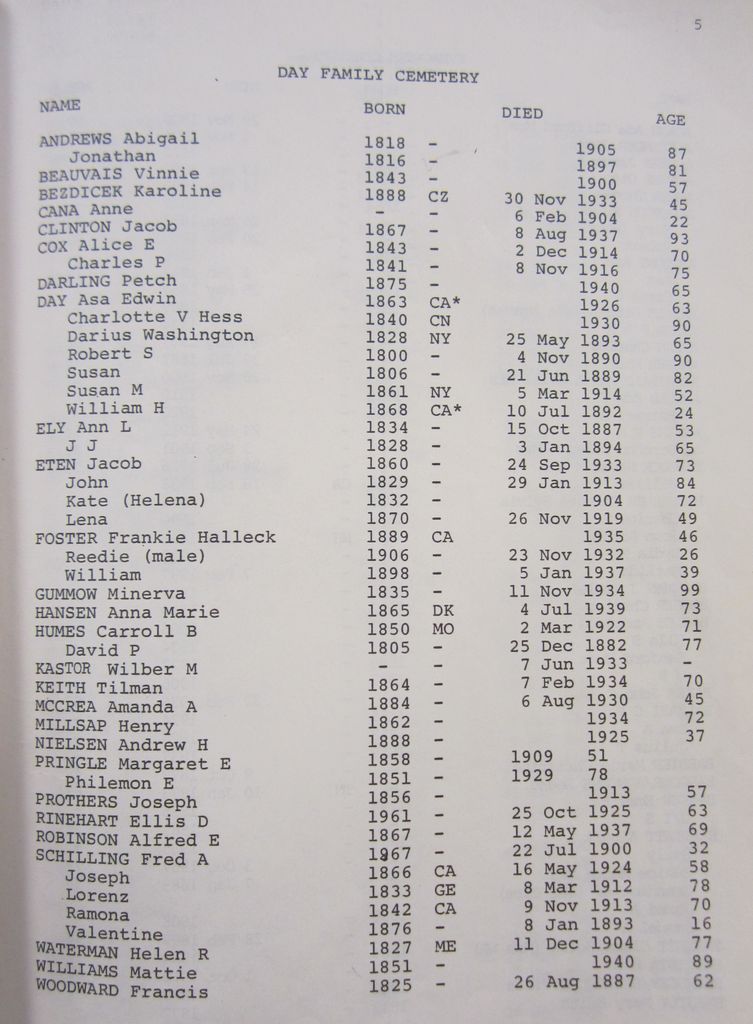 5
DAY FAMILY CEMETERY
NAME BORN DIED AGE
ANDREWS Abigail 1818 - 1905 87
Jonathan 1816 - 1897 81
BEAUVAIS Vinnie 1843 - 1900 57
BEZDICEK Karoline 1888 CZ 30 Nov 1933 45
CANA Anne - - 6 Feb 1904 22
CLINTON Jacob 1867 - 8 Aug 1937 93
COX Alice E 1843 - 2 Dec 1914 70
Charles P 1841 - 8 Nov 1916 75
DARLING Petch 1875 - 1940 65
DAY Asa Edwin 1863 CA* 1926 63
Charlotte V Hess 1840 CN 1930 90
Darius Washington 1828 NY 25 May 1893 65
Robert S 1800 - 4 Nov 1890 90
Susan 1806 - 21 Jun 1889 82
Susan M 1861 NY 5 Mar 1914 52
William H 1868 CA* 10 Jul 1892 24
ELY Ann L 1834 - 15 Oct 1887 53
J J 1828 - 3 Jan 1894 65
ETEN Jacob 1860 - 24 Sep 1933 73
John 1829 - 29 Jan 1913 84
Kate (Helena) 1832 - 1904 72
Lena 1870 - 26 Nov 1919 49
FOSTER Frankie Halleck 1889 CA 1935 46
Reedie (male) 1906 - 23 Nov 1932 26
William 1898 - 5 Jan 1937 39
GUMMOW Minerva 1835 - 11 Nov 1934 99
HANSEN Anna Marie 1865 DK 4 Jul 1939 73
HUMES Carroll B 1850 MO 2 Mar 1922 71
David P 1805 - 25 Dec 1882 77
KASTOR Wilber M - - 7 Jun 1933 -
KEITH Tilman 1864 - 7 Feb 1934 70
MCCREA Amanda A 1884 - 6 Aug 1930 45
MILLSAP Henry 1862 - 1934 72
NIELSEN Andrew H 1888 - 1925 37
PRINGLE Margaret E 1858 - 1909 51
Philemon E 1851 - 1929 78
PROTHERS Joseph 1856 - 1913 57
RINEHART Ellis D 1961 - 25 Oct 1925 63
ROBINSON Alfred E 1867 - 12 May 1937 69
SCHILLING Fred A 1867 - 22 Jul 1900 32
Joseph 1866 CA 16 May 1924 58
Lorenz 1833 GE 8 Mar 1912 78
Ramona 1842 CA 9 Nov 1913 70
Valentine 1876 - 8 Jan 1893 16
WATERMAN Helen R 1827 ME 11 Dec 1904 77
WILLIAMS Mattie 1851 - 1940 89
WOODWARD Francis 1825 - 26 Aug 1887 62